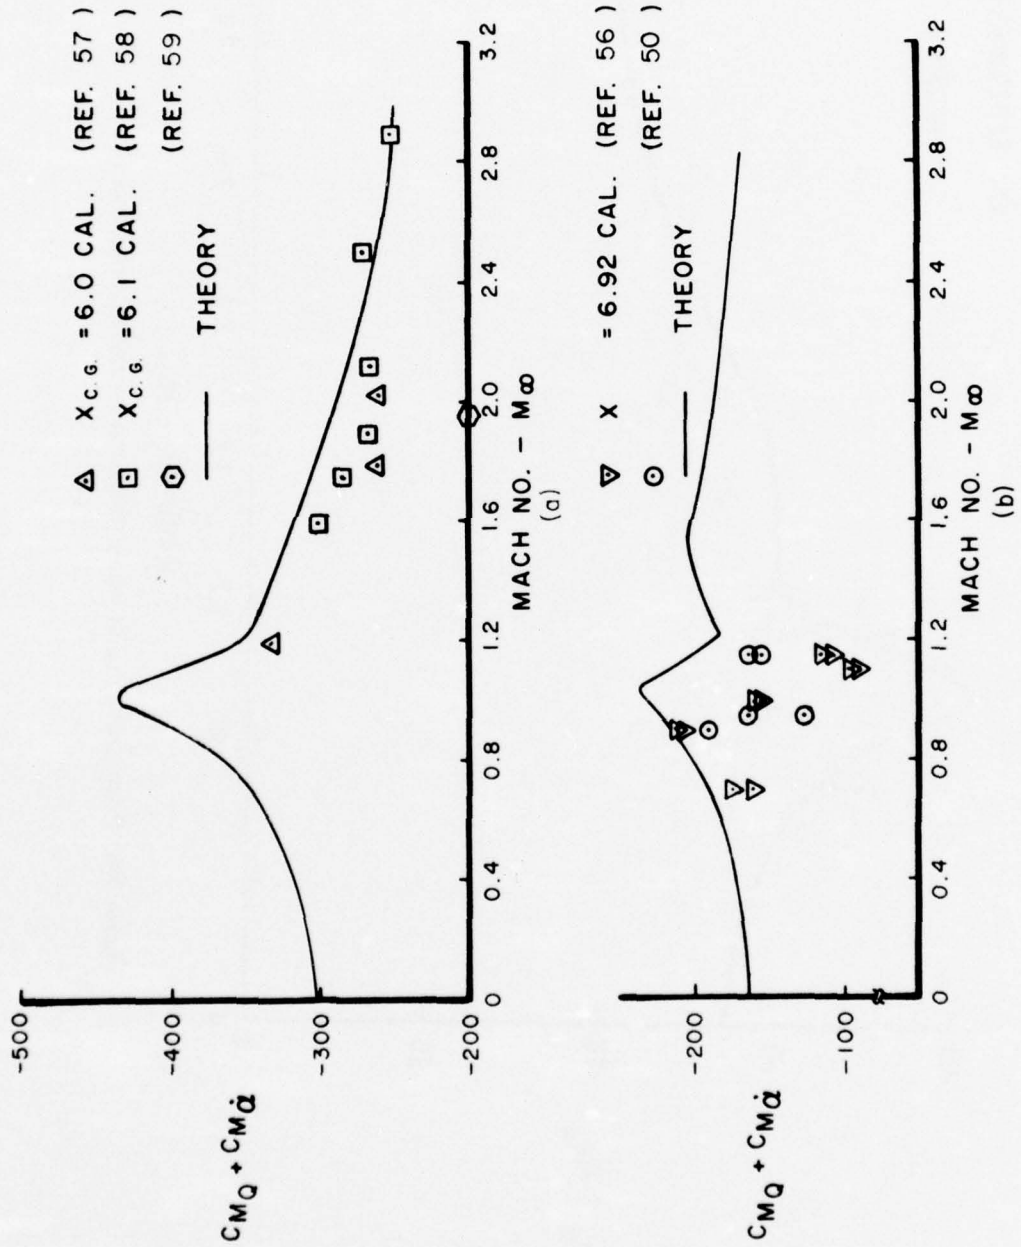 -500
-400
-300
-200
C_MQ + C_Mα̇
△ X_C.G. = 6.0 CAL. (REF. 57)
□ X_C.G. = 6.1 CAL. (REF. 58)
⬡ (REF. 59)
THEORY
0 0.4 0.8 1.2 1.6 2.0 2.4 2.8 3.2
MACH NO. - M∞
(a)
-200
-100
C_MQ + C_Mα̇
▽ X = 6.92 CAL. (REF. 56)
⊙ (REF. 50)
THEORY
0 0.4 0.8 1.2 1.6 2.0 2.4 2.8 3.2
MACH NO. - M∞
(b)